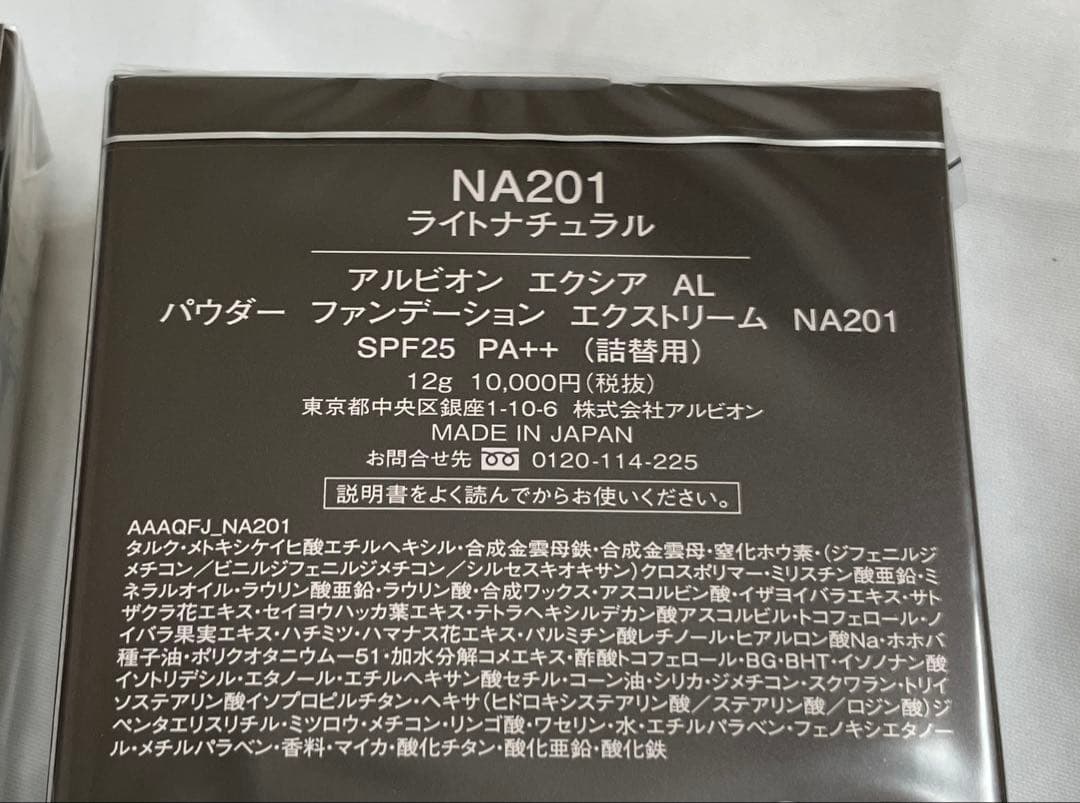 NA201
ライトナチュラル
アルビオン エクシア AL
パウダー ファンデーション エクストリーム NA201
SPF25 PA++ (詰替用)
12g 10,000円(税抜)
東京都中央区銀座1-10-6 株式会社アルビオン
MADE IN JAPAN
お問合せ先 0120-114-225
説明書をよく読んでからお使いください。
AAAQFJ_NA201
タルク・メトキシケイヒ酸エチルヘキシル・合成金雲母鉄・合成金雲母・窒化ホウ素・(ジフェニルジ
メチコン/ビニルジフェニルジメチコン/シルセスキオキサン)クロスポリマー・ミリスチン酸亜鉛・ミ
ネラルオイル・ラウリン酸亜鉛・ラウリン酸・合成ワックス・アスコルビン酸・イザヨイバラエキス・サト
ザクラ花エキス・セイヨウハッカ葉エキス・テトラヘキシルデカン酸アスコルビル・トコフェロール・ノ
イバラ果実エキス・ハチミツ・ハマナス花エキス・パルミチン酸レチノール・ヒアルロン酸Na・ホホバ
種子油・ポリクオタニウム-51・加水分解コメエキス・酢酸トコフェロール・BG・BHT・イソノナン酸
イソトリデシル・エタノール・エチルヘキサン酸セチル・コーン油・シリカ・ジメチコン・スクワラン・トリイ
ソステアリン酸イソプロピルチタン・ヘキサ(ヒドロキシステアリン酸/ステアリン酸/ロジン酸)ジ
ペンタエリスリチル・ミツロウ・メチコン・リンゴ酸・ワセリン・水・エチルパラベン・フェノキシエタノー
ル・メチルパラベン・香料・マイカ・酸化チタン・酸化亜鉛・酸化鉄